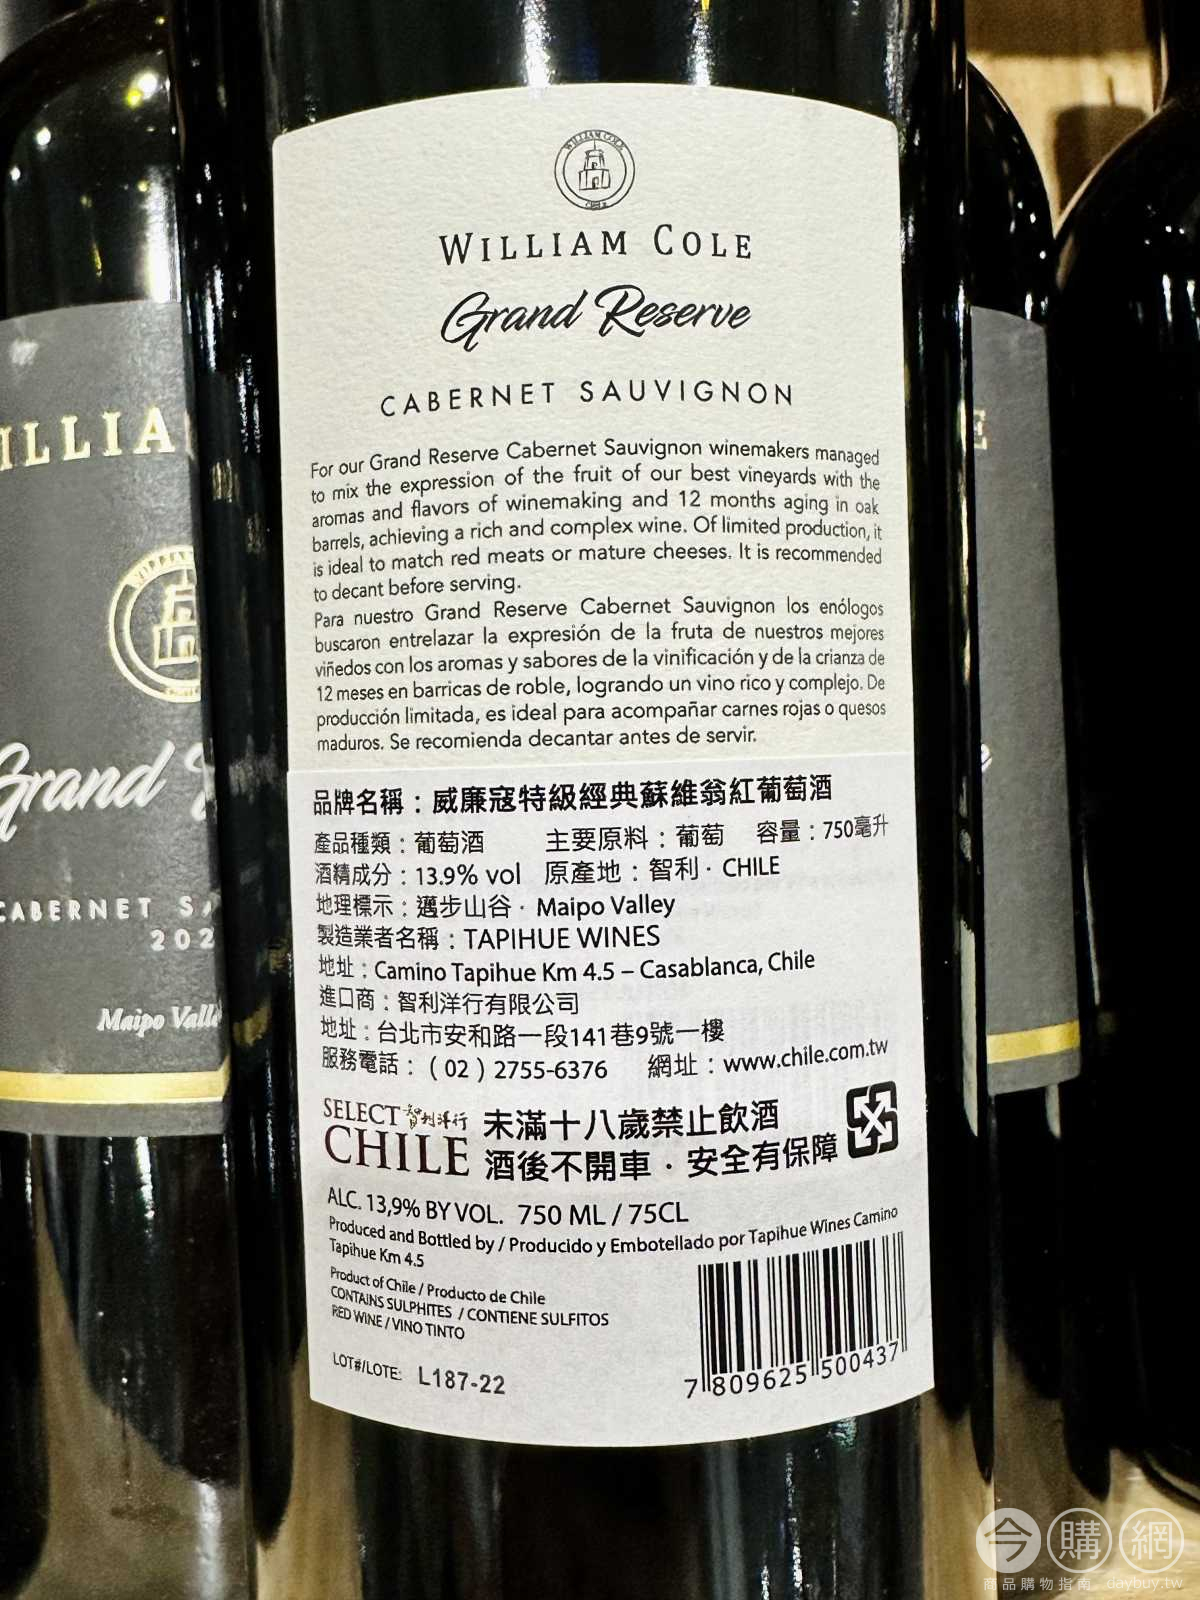 WILLIAM COLE
CHILE
WILLIAM COLE
Grand Reserve
CABERNET SAUVIGNON
For our Grand Reserve Cabernet Sauvignon winemakers managed
to mix the expression of the fruit of our best vineyards with the
aromas and flavors of winemaking and 12 months aging in oak
barrels, achieving a rich and complex wine. Of limited production, it
is ideal to match red meats or mature cheeses. It is recommended
to decant before serving.
Para nuestro Grand Reserve Cabernet Sauvignon los enólogos
buscaron entrelazar la expresión de la fruta de nuestros mejores
viñedos con los aromas y sabores de la vinificación y de la crianza de
12 meses en barricas de roble, logrando un vino rico y complejo. De
producción limitada, es ideal para acompañar carnes rojas o quesos
maduros. Se recomienda decantar antes de servir.
品牌名稱：威廉寇特級經典蘇維翁紅葡萄酒
產品種類：葡萄酒 主要原料：葡萄 容量：750毫升
酒精成分：13.9% vol 原產地：智利· CHILE
地理標示：邁步山谷· Maipo Valley
製造業者名稱：TAPIHUE WINES
地址：Camino Tapihue Km 4.5 – Casablanca, Chile
進口商：智利洋行有限公司
地址：台北市安和路一段141巷9號一樓
服務電話：(02) 2755-6376 網址：www.chile.com.tw
SELECT 智利洋行
CHILE
未滿十八歲禁止飲酒
酒後不開車·安全有保障
ALC. 13,9% BY VOL. 750 ML / 75CL
Produced and Bottled by / Producido y Embotellado por Tapihue Wines Camino
Tapihue Km 4.5
Product of Chile / Producto de Chile
CONTAINS SULPHITES / CONTIENE SULFITOS
RED WINE / VINO TINTO
LOT#/LOTE: L187-22
7 809625 500437
ILLIA
Grand
CABERNET SA
202
Maipo Valle
E
今購網
商品購物指南 daybuy.tw